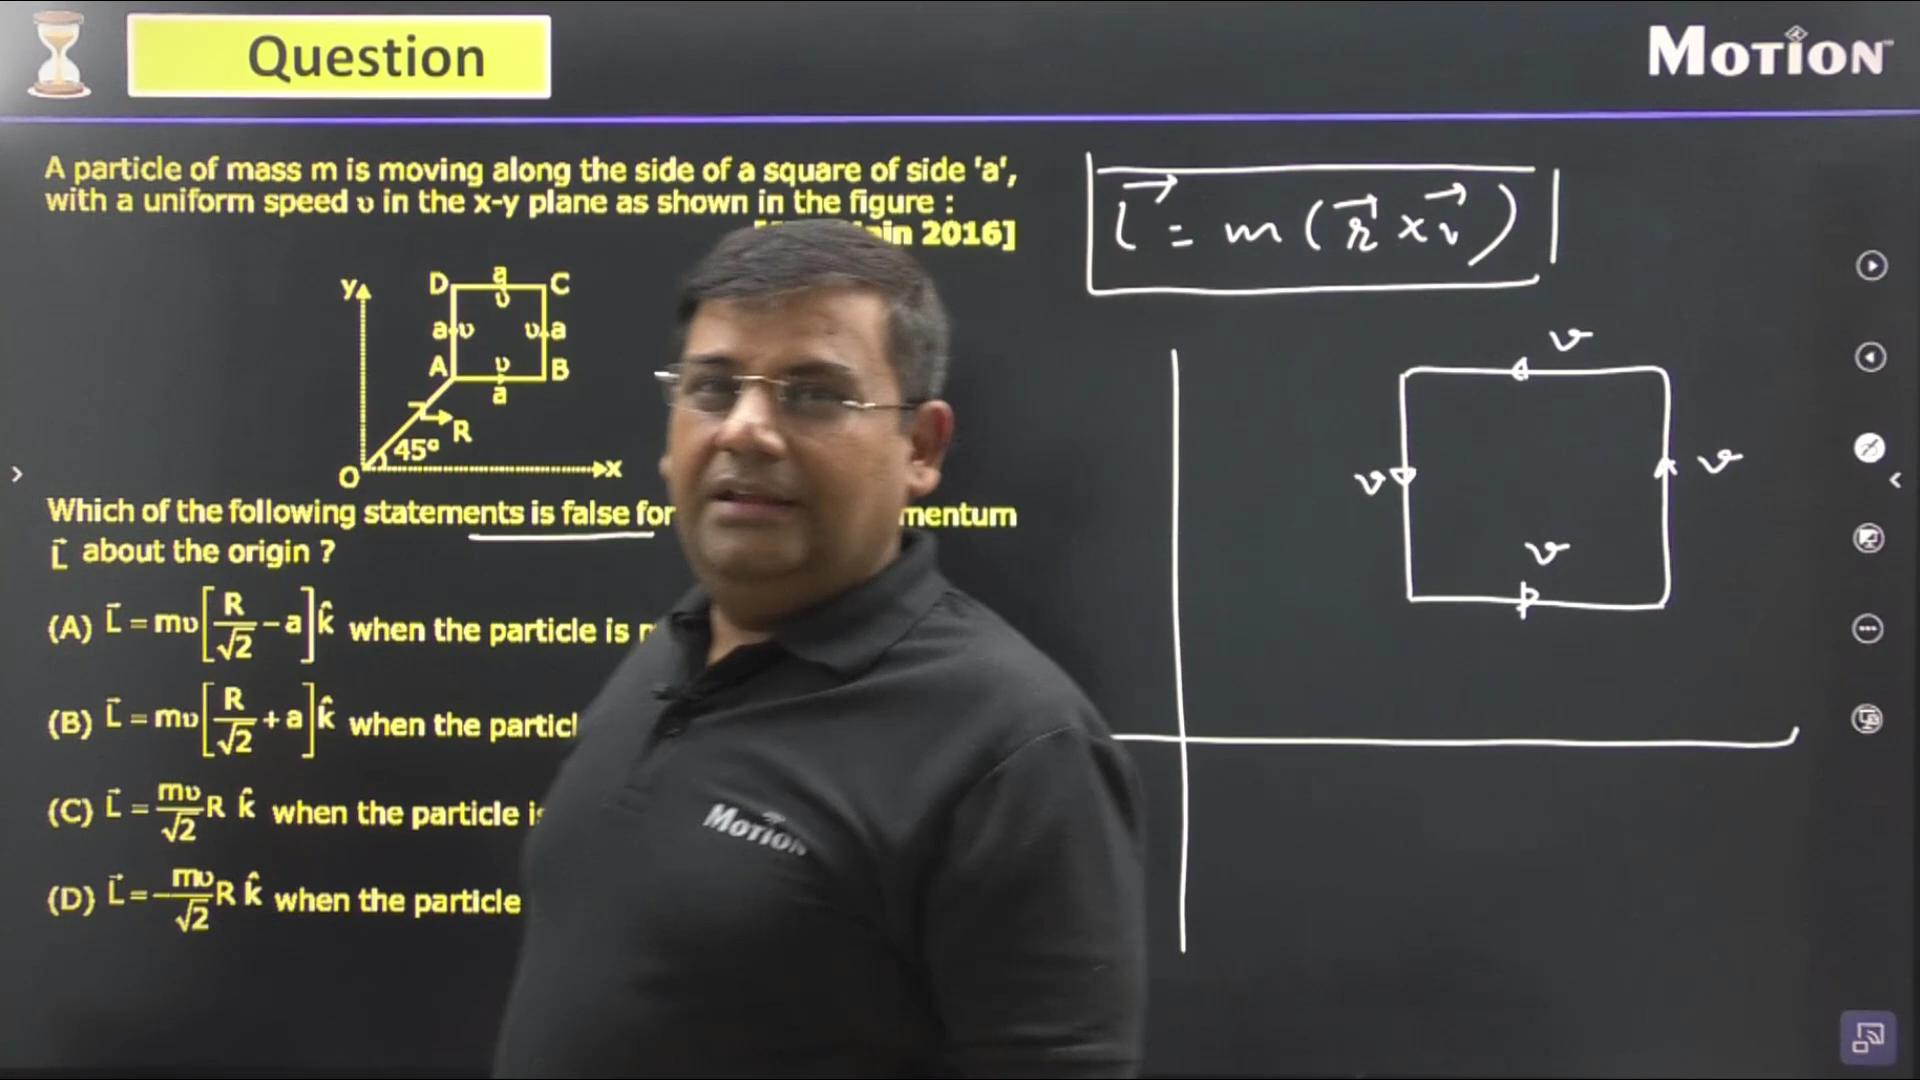 Question
MOTION
A particle of mass m is moving along the side of a square of side 'a',
with a uniform speed υ in the x-y plane as shown in the figure :
in 2016]
y
D a C
υ
a υ υ a
A υ B
a
R
45°
O x
Which of the following statements is false for mentum
L⃗ about the origin ?
(A) L⃗ = mυ[R/√2 − a]k̂ when the particle is
(B) L⃗ = mυ[R/√2 + a]k̂ when the
(C) L⃗ = mυ/√2 R k̂ when the particle
(D) L⃗ = − mυ/√2 R k̂ when the particle
L⃗ = m (r⃗ × v⃗)
v
v
v
v
MOTION